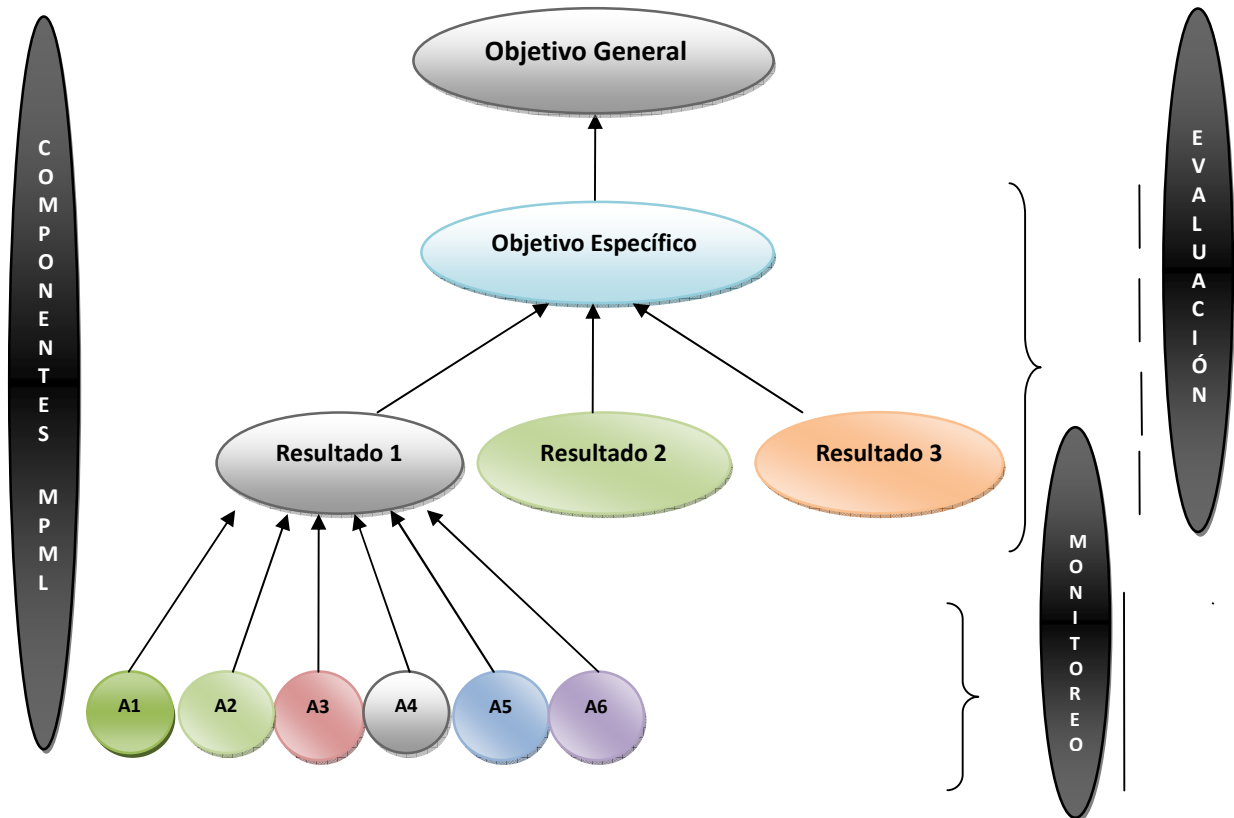 Objetivo General
Objetivo Específico
Resultado 1
Resultado 2
Resultado 3
A1
A2
A3
A4
A5
A6
COMPONENTES MPML
EVALUACIÓN
MONITOREO